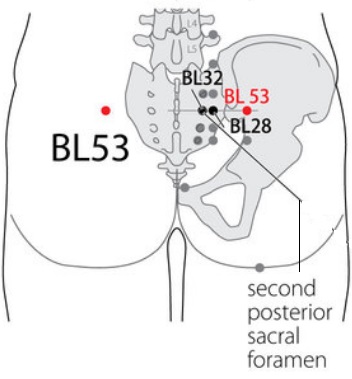 L4
L5
BL32
BL 53
BL28
BL53
second
posterior
sacral
foramen